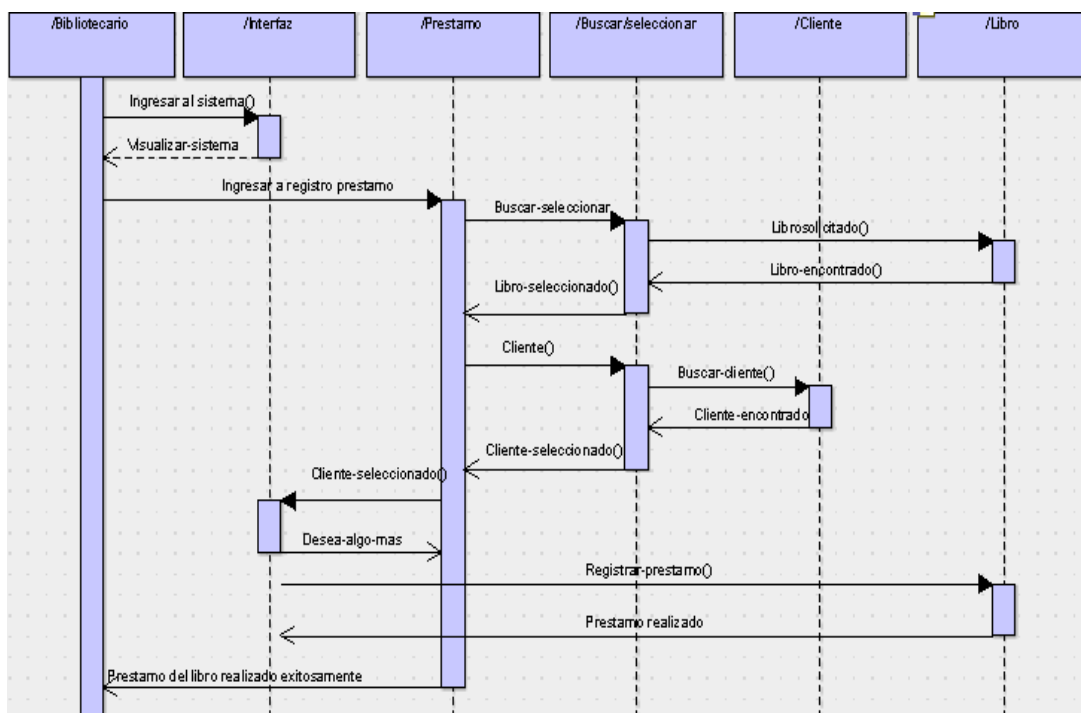 /Bibliotecario
/Interfaz
/Prestamo
/Buscar/seleccionar
/Cliente
/Libro
Ingresar al sistema()
Visualizar-sistema
Ingresar a registro prestamo
Buscar-seleccionar
Librosolicitado()
Libro-encontrado()
Libro-seleccionado()
Cliente()
Buscar-cliente()
Cliente-encontrado
Cliente-seleccionado()
Cliente-seleccionado()
Desea-algo-mas
Registrar-prestamo()
Prestamo realizado
Prestamo del libro realizado exitosamente